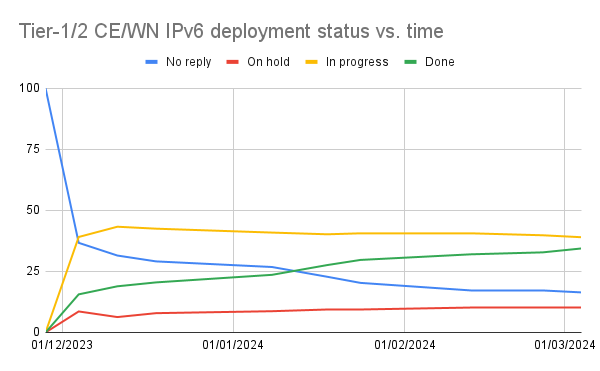 Tier-1/2 CE/WN IPv6 deployment status vs. time
No reply On hold In progress Done
100
75
50
25
0
01/12/2023 01/01/2024 01/02/2024 01/03/2024